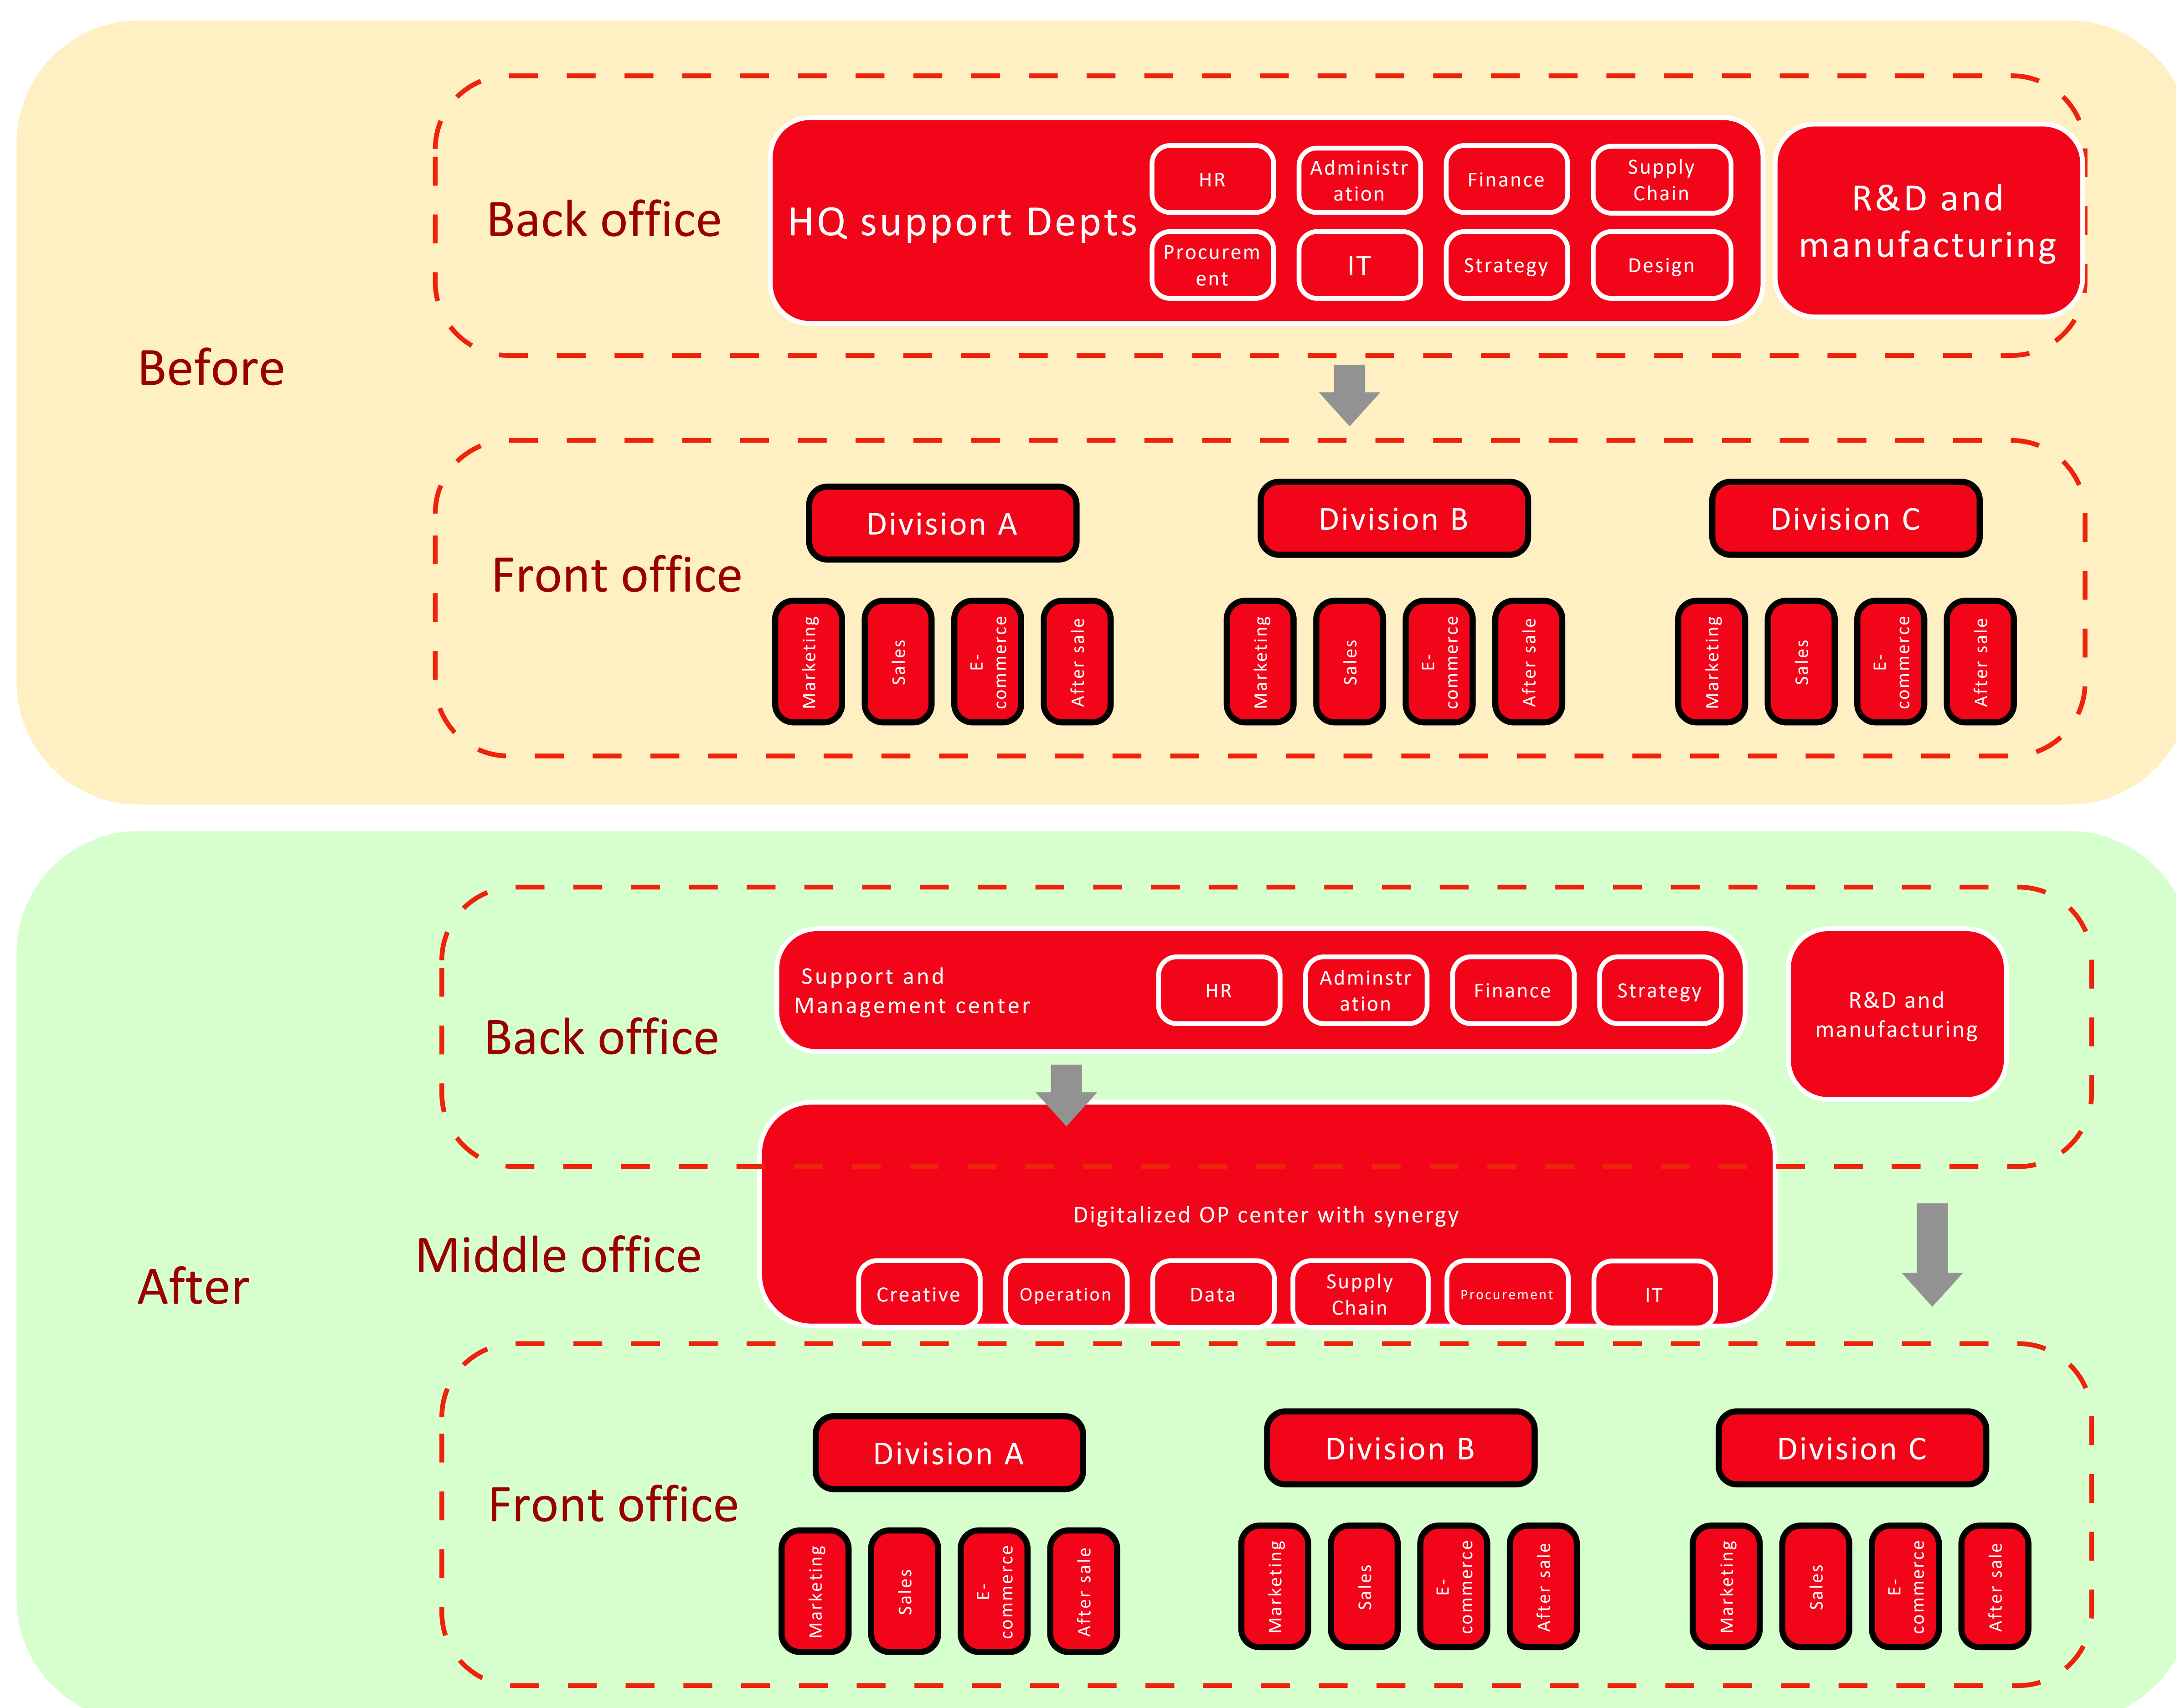 Before
Back office
HQ support Depts
HR
Administr
ation
Finance
Supply
Chain
Procurem
ent
IT
Strategy
Design
R&D and
manufacturing
Front office
Division A
Marketing
Sales
E-
commerce
After sale
Division B
Marketing
Sales
E-
commerce
After sale
Division C
Marketing
Sales
E-
commerce
After sale
After
Back office
Support and
Management center
HR
Adminstr
ation
Finance
Strategy
R&D and
manufacturing
Middle office
Digitalized OP center with synergy
Creative
Operation
Data
Supply
Chain
Procurement
IT
Front office
Division A
Marketing
Sales
E-
commerce
After sale
Division B
Marketing
Sales
E-
commerce
After sale
Division C
Marketing
Sales
E-
commerce
After sale